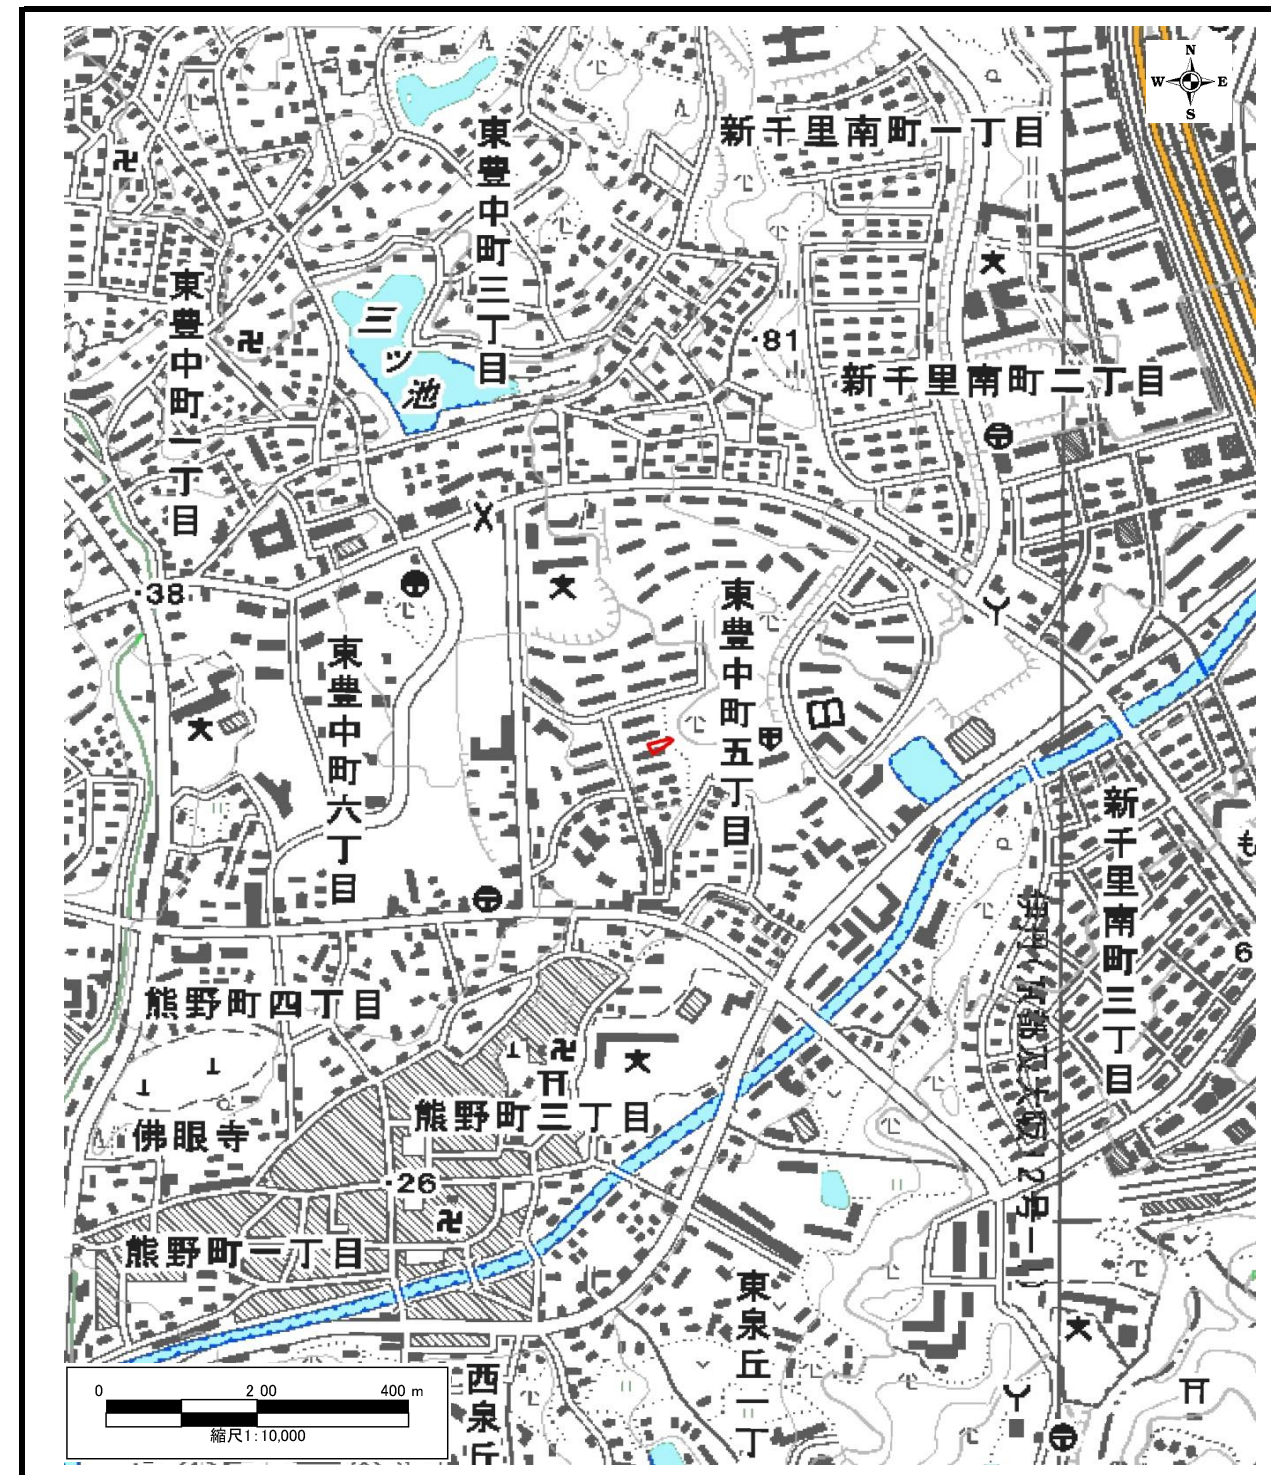 N
W E
S
新千里南町一丁目
東豊中町三丁目
東豊中町一丁目
三ッ池
・81
新千里南町二丁目
・38
東豊中町五丁目
東豊中町六丁目
新千里南町三丁目
も
6
熊野町四丁目
佛眼寺
熊野町三丁目
・26
熊野町一丁目
東泉丘一丁
西泉丘
0 200 400 m
縮尺1:10,000